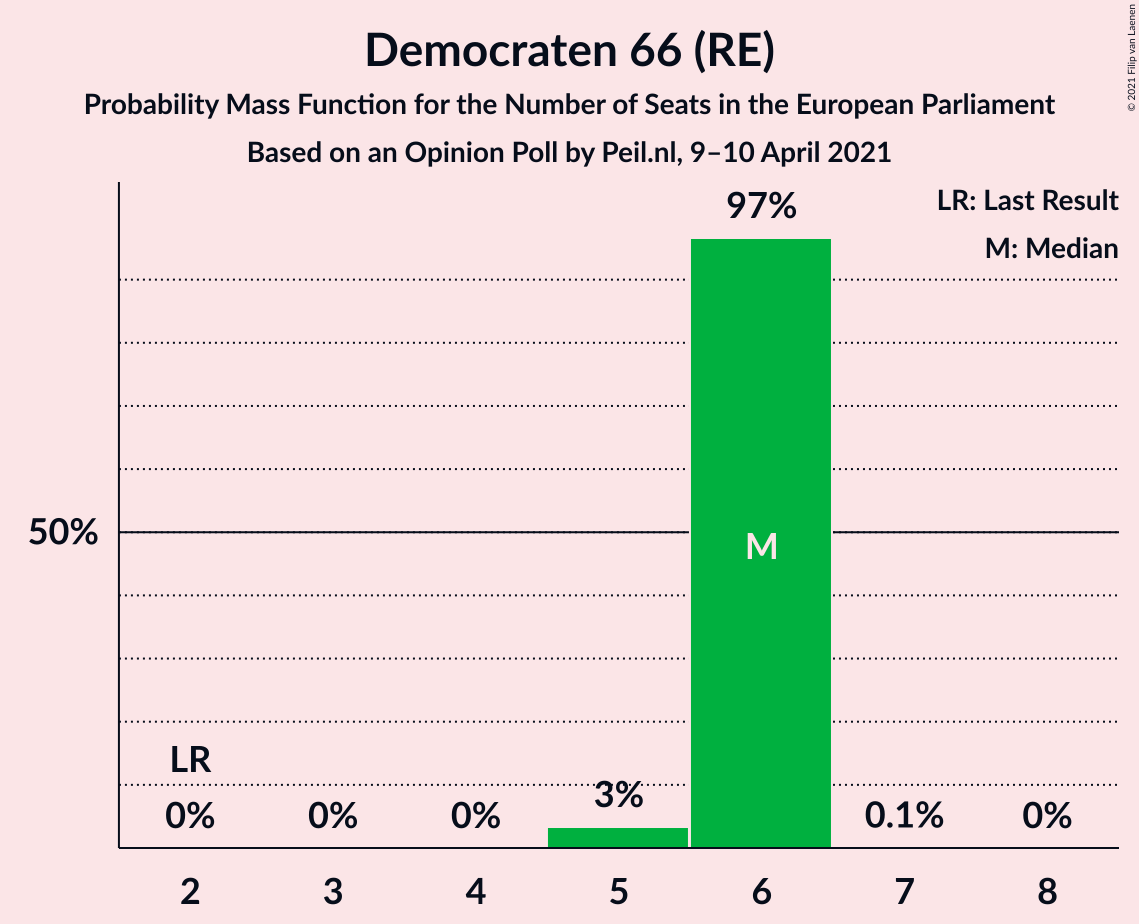 Democraten 66 (RE)
Probability Mass Function for the Number of Seats in the European Parliament
Based on an Opinion Poll by Peil.nl, 9–10 April 2021
© 2021 Filip van Laenen
LR: Last Result
M: Median
97%
50%
M
LR
0%
0%
0%
3%
0.1%
0%
2
3
4
5
6
7
8